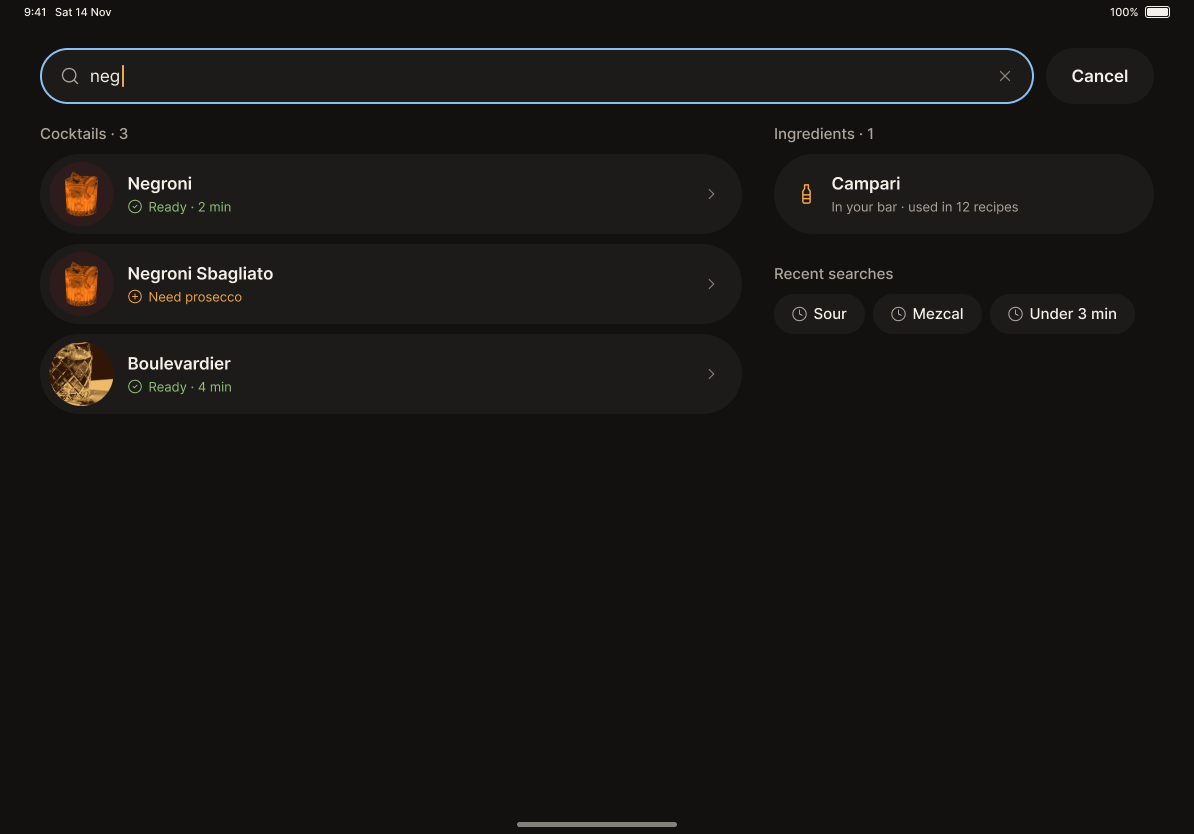 9:41 Sat 14 Nov
100%
neg
Cancel
Cocktails · 3
Negroni
Ready · 2 min
Negroni Sbagliato
Need prosecco
Boulevardier
Ready · 4 min
Ingredients · 1
Campari
In your bar · used in 12 recipes
Recent searches
Sour
Mezcal
Under 3 min